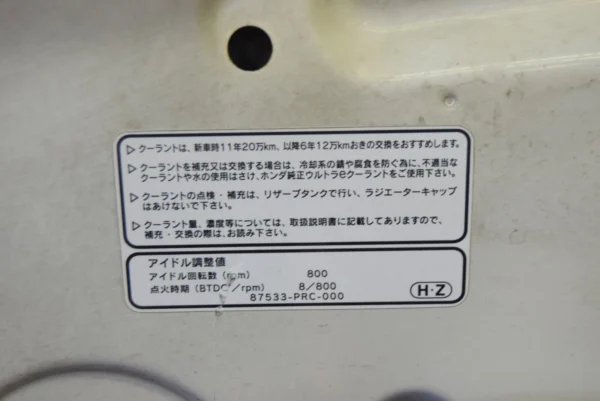 ▷クーラントは、新車時11年20万km、以降6年12万kmおきの交換をおすすめします。
▷クーラントを補充又は交換する場合は、冷却系の錆や腐食を防ぐ為に、不適当な
クーラントや水の使用はさけ、ホンダ純正ウルトラeクーラントをご使用下さい。
▷クーラントの点検・補充は、リザーブタンクで行い、ラジエーターキャップ
はあけないで下さい。
▷クーラント量、濃度等については、取扱説明書に記載してありますので、
補充・交換の際は、お読み下さい。
アイドル調整値
アイドル回転数 (rpm) 800
点火時期 (BTDC°/rpm) 8/800
87533-PRC-000
H・Z